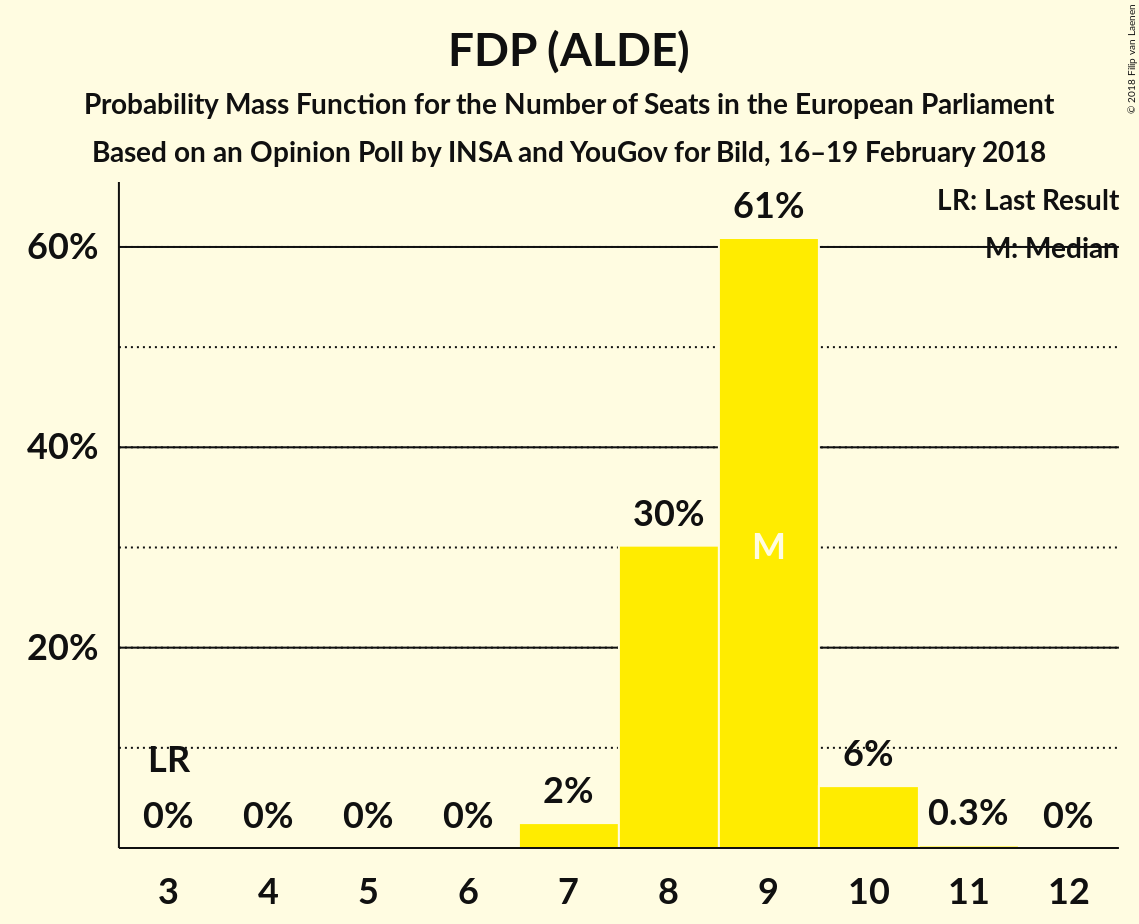 FDP (ALDE)
Probability Mass Function for the Number of Seats in the European Parliament
Based on an Opinion Poll by INSA and YouGov for Bild, 16–19 February 2018
© 2018 Filip van Laenen
LR: Last Result
M: Median
61%
60%
40%
30%
M
20%
LR
6%
2%
0% 0% 0% 0% 0.3% 0%
3 4 5 6 7 8 9 10 11 12